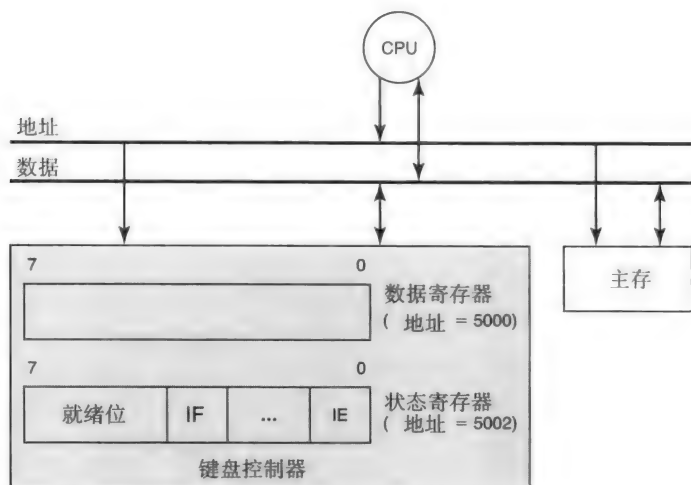 CPU
地址
数据
7 0
数据寄存器
( 地址 = 5000)
主存
7 0
就绪位 IF ... IE
状态寄存器
( 地址 = 5002)
键盘控制器